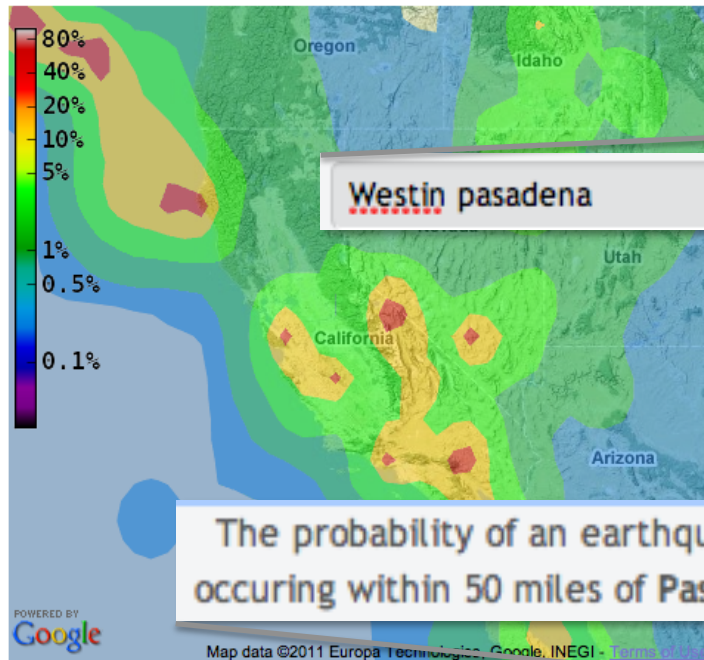 80%
40%
20%
10%
5%
1%
0.5%
0.1%
Oregon
Idaho
Westin pasadena
Utah
California
Arizona
The probability of an earthqu
occuring within 50 miles of Pas
POWERED BY
Google
Map data ©2011 Europa Technologies, Google, INEGI - Terms of Use